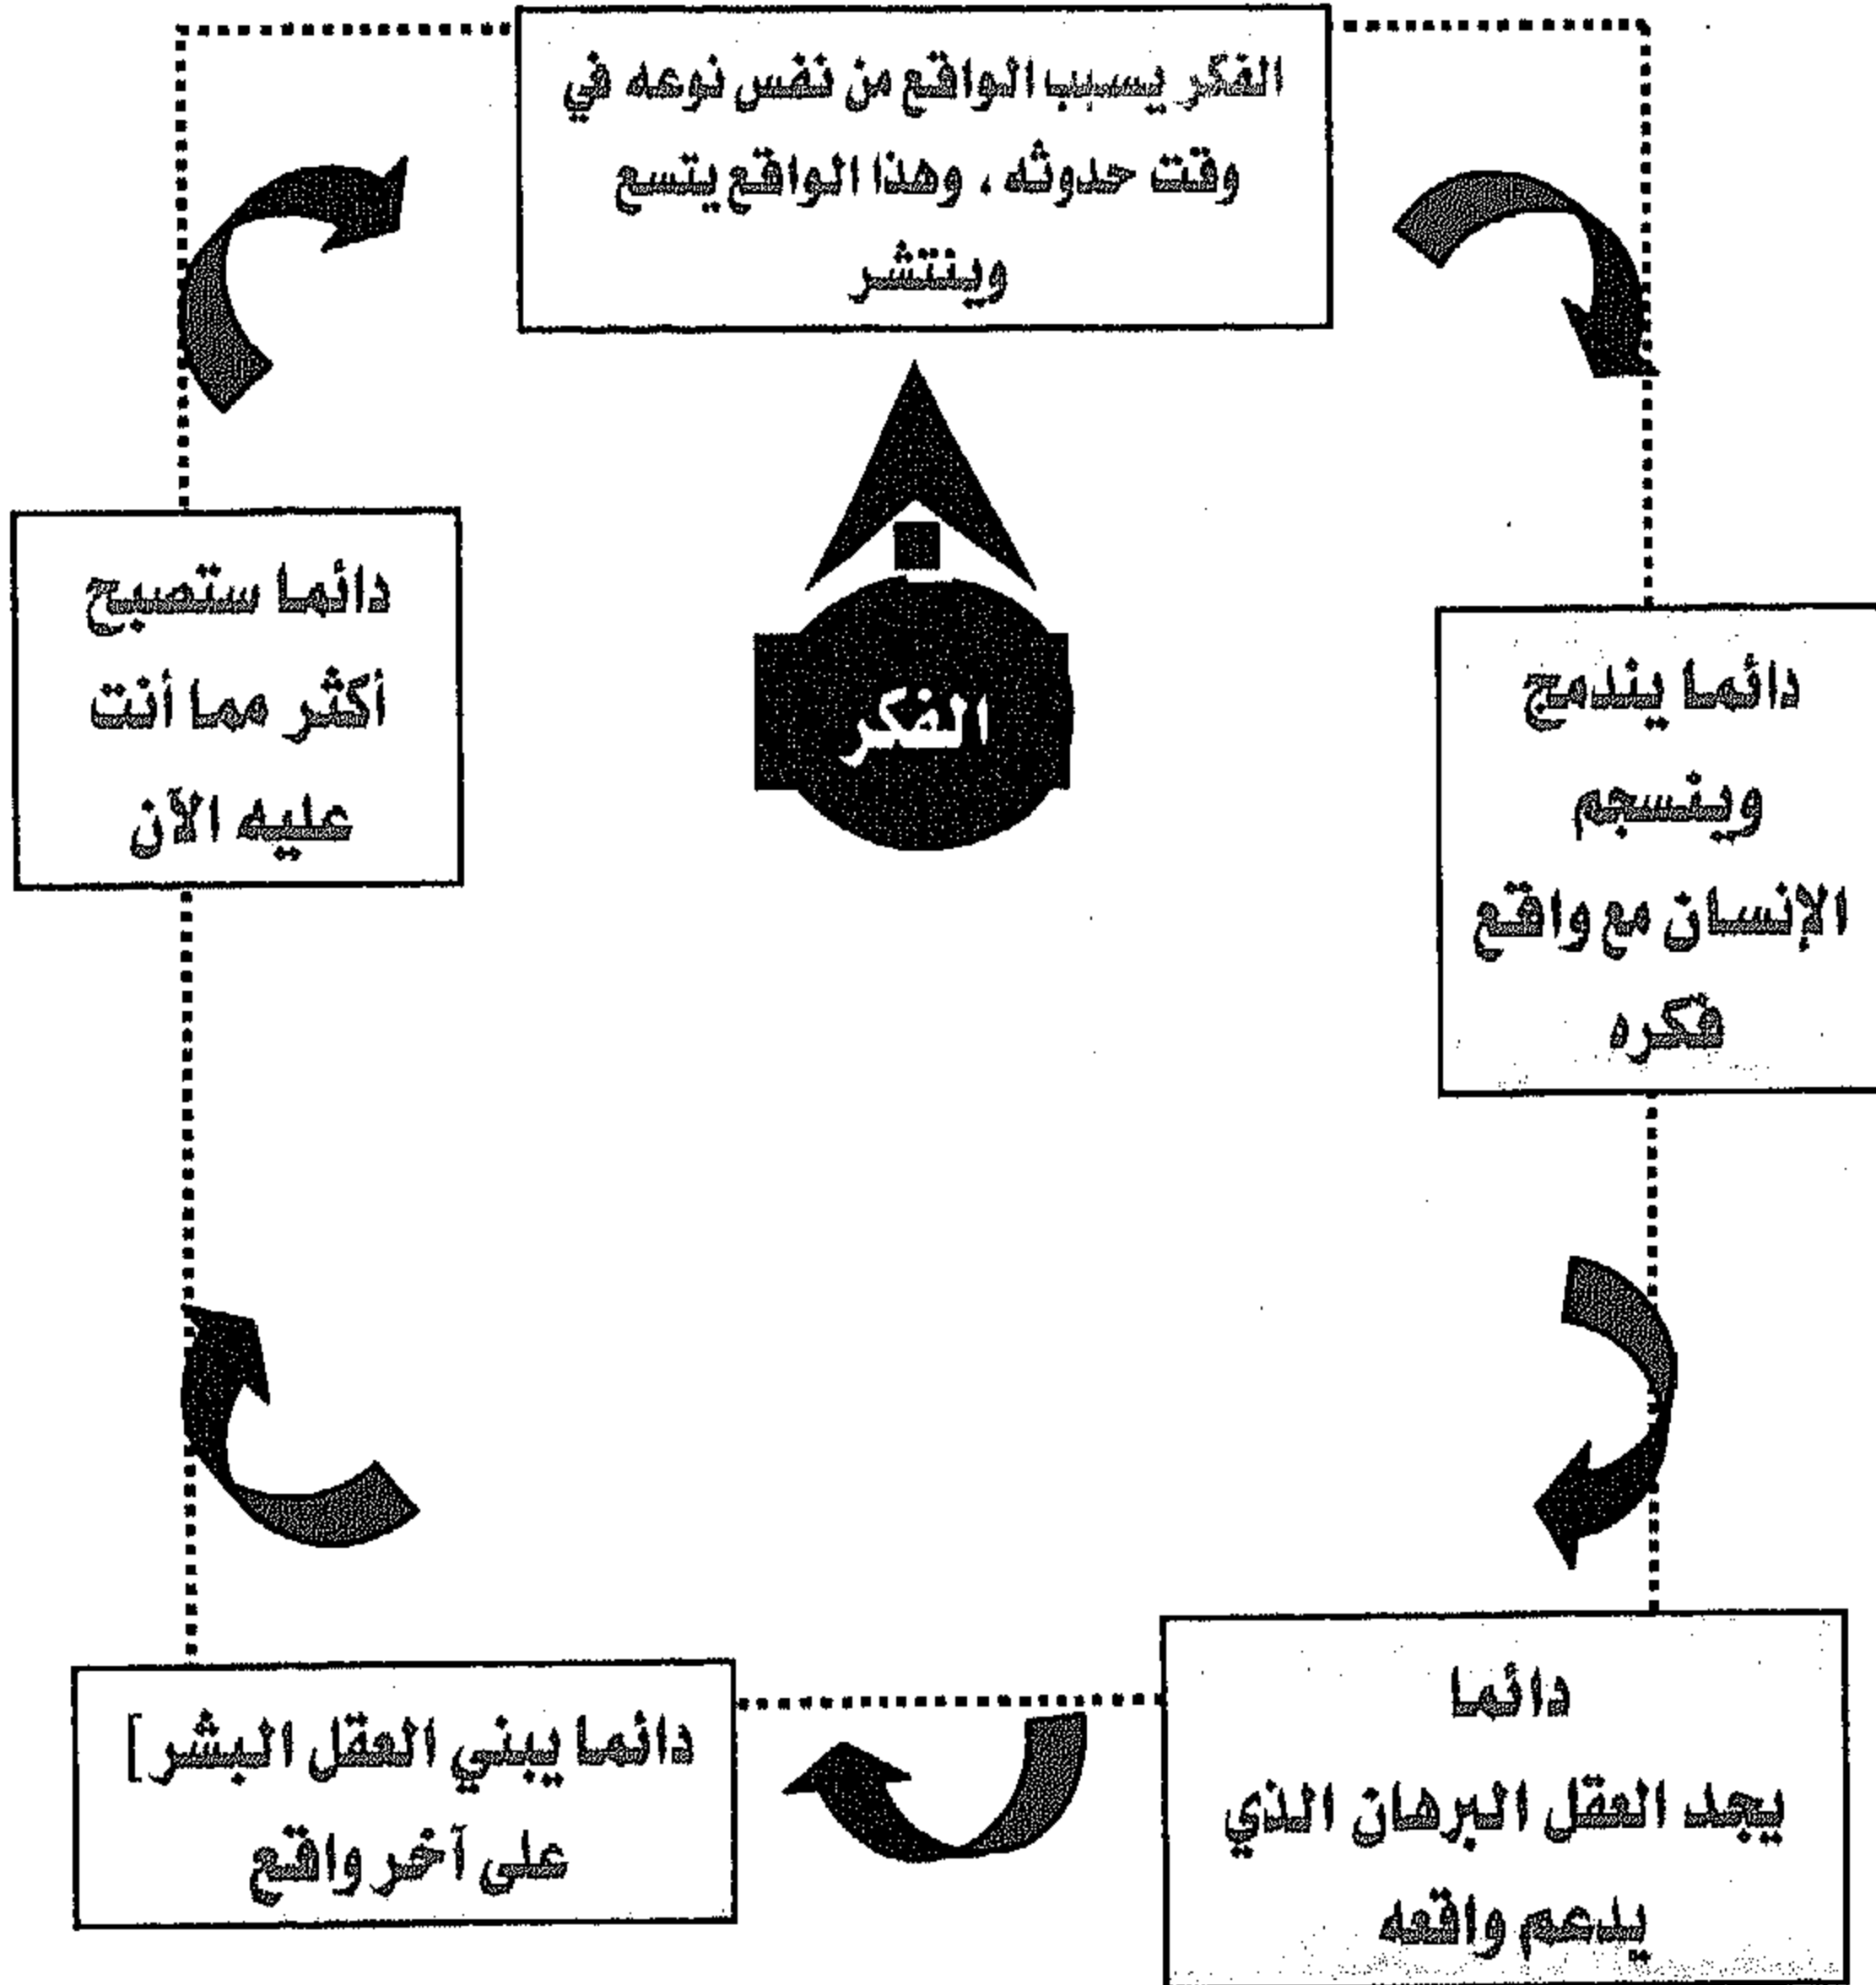 الفكر يسبب الواقع من نفس نوعه في
وقت حدوثه ، وهذا الواقع يتسع
وينتشر
الفكر
دائما يندمج
وينسجم
الإنسان مع واقع
فكره
دائما
يجد العقل البرهان الذي
يدعم واقعه
دائما يبني العقل البشر]
على آخر واقع
دائما ستصبح
أكثر مما أنت
عليه الآن